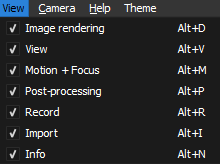 View Camera Help Theme
Image rendering Alt+D
View Alt+V
Motion + Focus Alt+M
Post-processing Alt+P
Record Alt+R
Import Alt+I
Info Alt+N